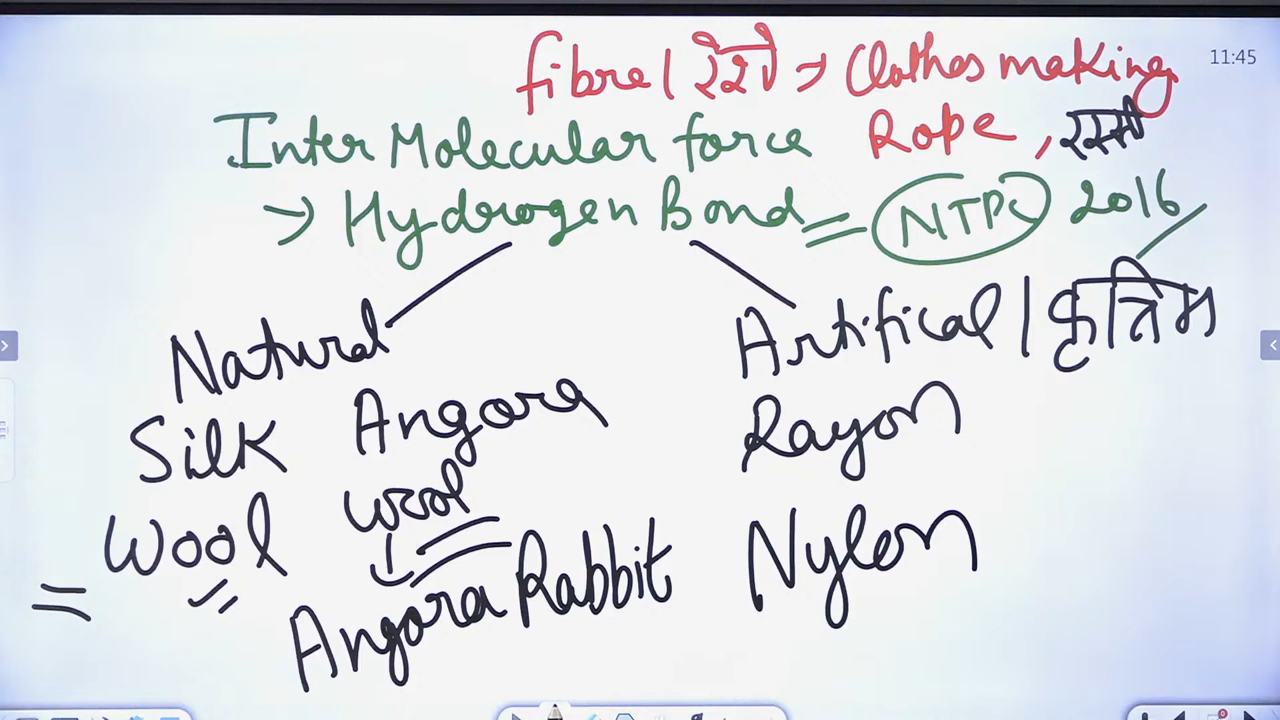 11:45
fibre | रेशे → Clothes making
Inter Molecular force Rope, रस्सी
→ Hydrogen Bond = NTPC 2016
Natural Artifical | कृत्रिम
Silk Angora Rayon
Wool wool Nylon
Angora Rabbit